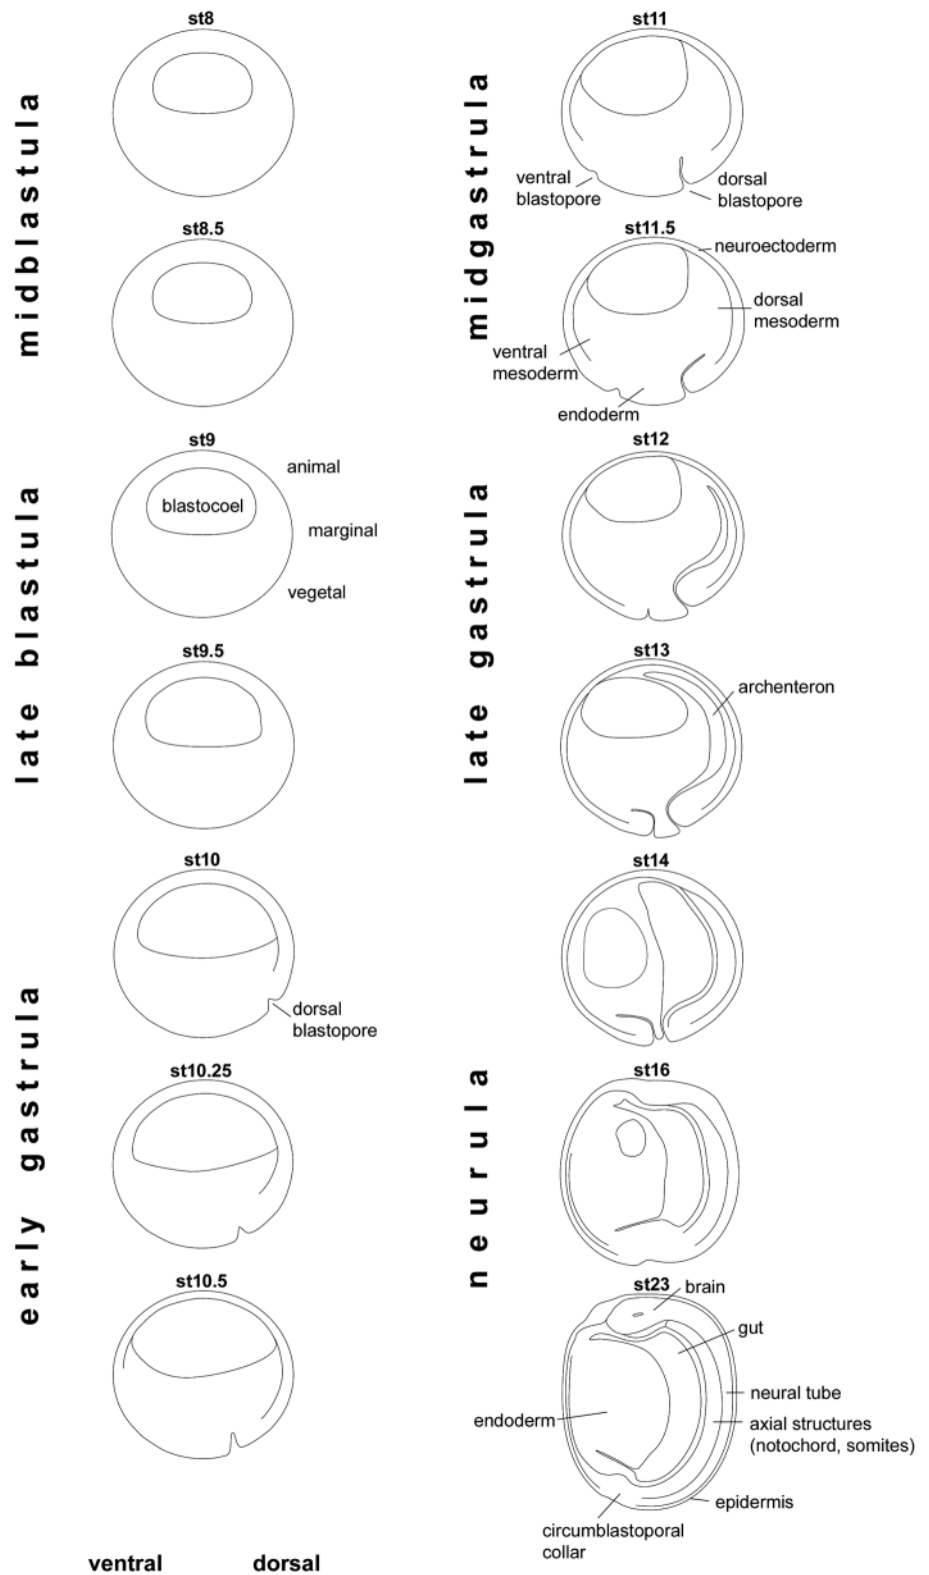 midblastula
st8
st8.5
late blastula
st9
animal
blastocoel
marginal
vegetal
st9.5
early gastrula
st10
dorsal
blastopore
st10.25
st10.5
ventral dorsal
midgastrula
st11
ventral
blastopore
dorsal
blastopore
st11.5
neuroectoderm
dorsal
mesoderm
ventral
mesoderm
endoderm
late gastrula
st12
st13
archenteron
st14
neurula
st16
st23
brain
gut
neural tube
endoderm
axial structures
(notochord, somites)
epidermis
circumblastoporal
collar